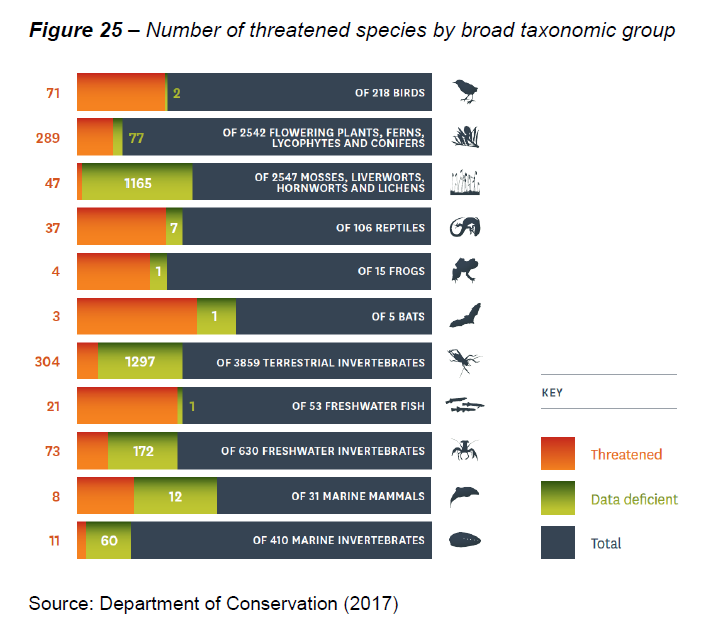 Figure 25 – Number of threatened species by broad taxonomic group
71
2
OF 218 BIRDS
289
77
OF 2542 FLOWERING PLANTS, FERNS,
LYCOPHYTES AND CONIFERS
47
1165
OF 2547 MOSSES, LIVERWORTS,
HORNWORTS AND LICHENS
37
7
OF 106 REPTILES
4
1
OF 15 FROGS
3
1
OF 5 BATS
304
1297
OF 3859 TERRESTRIAL INVERTEBRATES
21
1
OF 53 FRESHWATER FISH
73
172
OF 630 FRESHWATER INVERTEBRATES
8
12
OF 31 MARINE MAMMALS
11
60
OF 410 MARINE INVERTEBRATES
KEY
Threatened
Data deficient
Total
Source: Department of Conservation (2017)